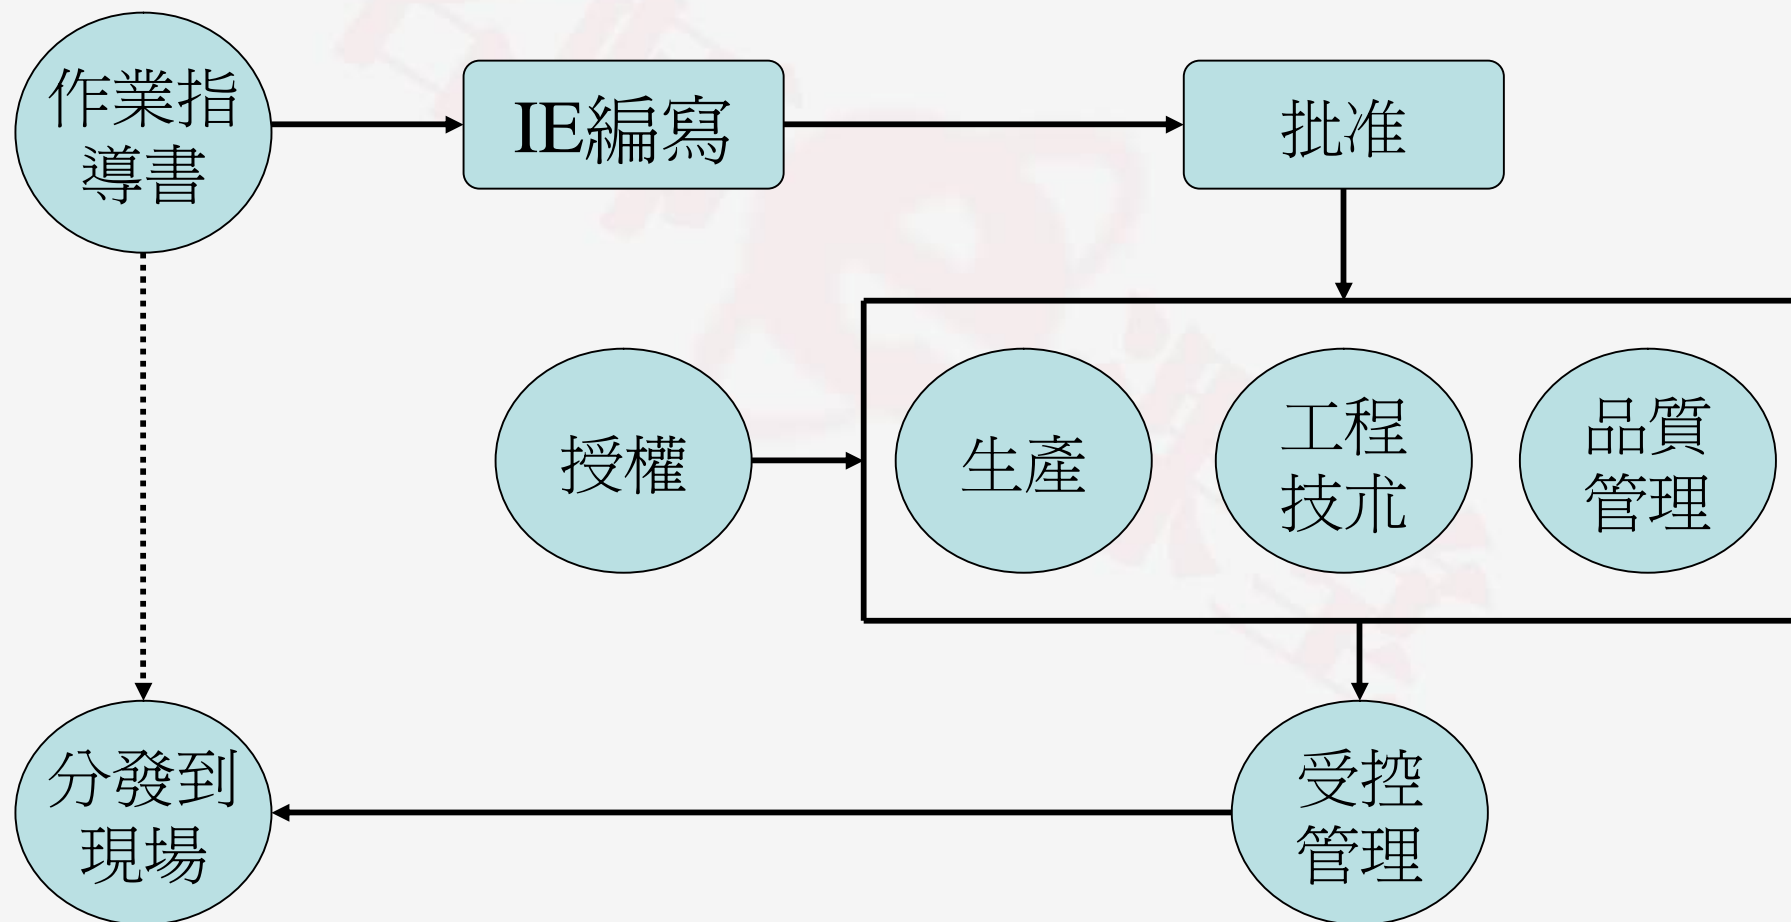 作業指
導書
IE編寫
批准
授權
生產
工程
技朮
品質
管理
分發到
現場
受控
管理